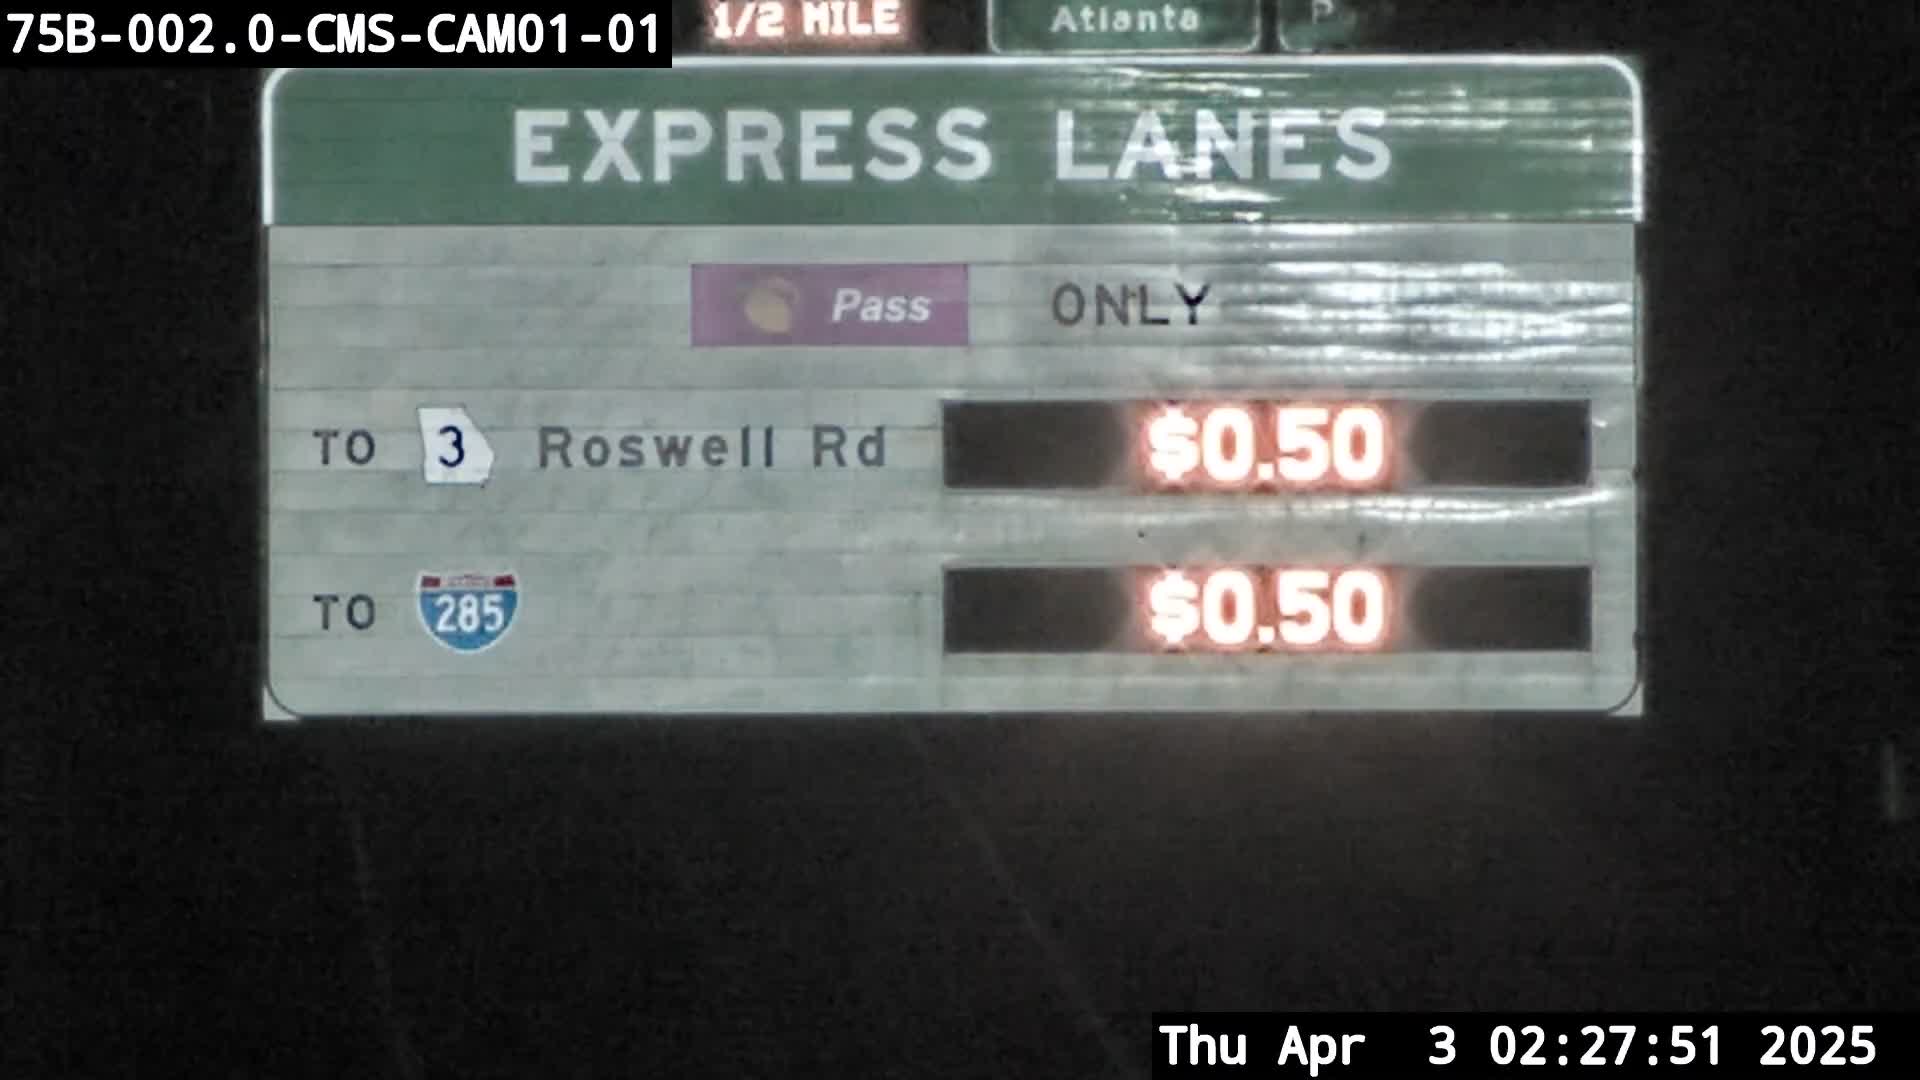 75B-002.0-CMS-CAM01-01
1/2 MILE
Atlanta
P
EXPRESS LANES
Pass ONLY
TO 3 Roswell Rd $0.50
TO 285 $0.50
Thu Apr 3 02:27:51 2025